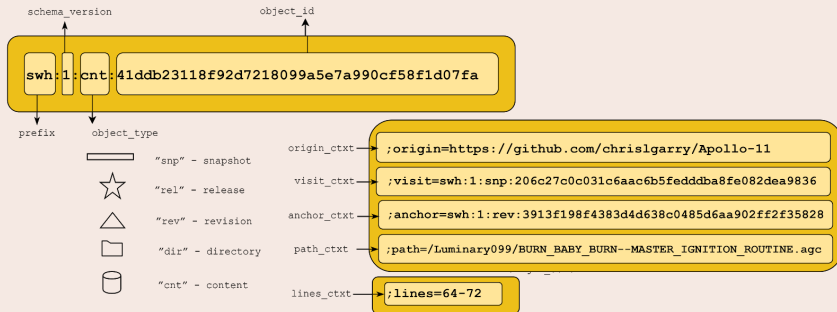 schema_version
object_id
swh:1:cnt:41ddb23118f92d7218099a5e7a990cf58f1d07fa
prefix
object_type
"snp" - snapshot
"rel" - release
"rev" - revision
"dir" - directory
"cnt" - content
origin_ctxt
;origin=https://github.com/chrislgarry/Apollo-11
visit_ctxt
;visit=swh:1:snp:206c27c0c031c6aac6b5fedddba8fe082dea9836
anchor_ctxt
;anchor=swh:1:rev:3913f198f4383d4d638c0485d6aa902ff2f35828
path_ctxt
;path=/Luminary099/BURN_BABY_BURN--MASTER_IGNITION_ROUTINE.agc
lines_ctxt
;lines=64-72